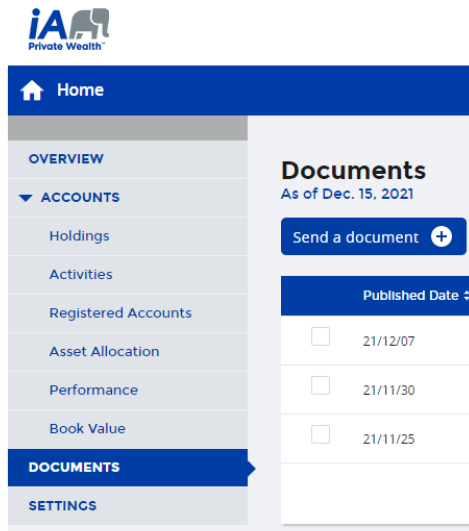 iA
Private Wealth™
Home
OVERVIEW
ACCOUNTS
Holdings
Activities
Registered Accounts
Asset Allocation
Performance
Book Value
DOCUMENTS
SETTINGS
Documents
As of Dec. 15, 2021
Send a document
Published Date
21/12/07
21/11/30
21/11/25